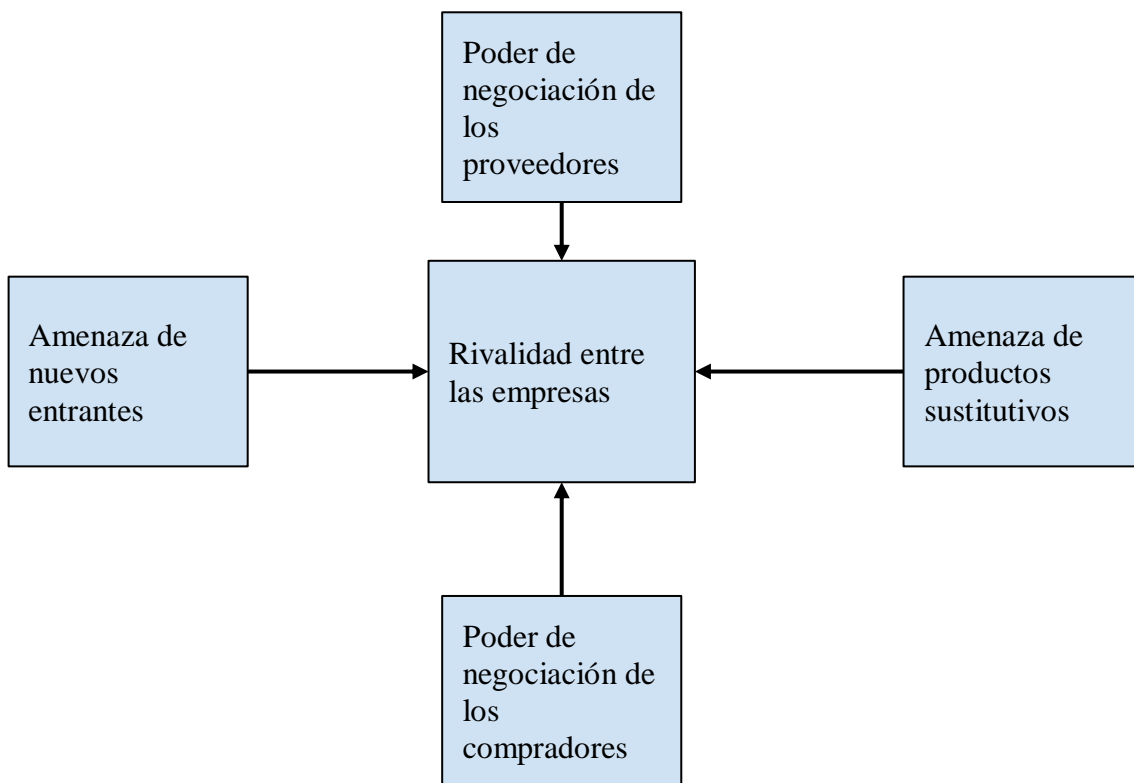 Poder de
negociación de
los
proveedores
Amenaza de
nuevos
entrantes
Rivalidad entre
las empresas
Amenaza de
productos
sustitutivos
Poder de
negociación de
los
compradores